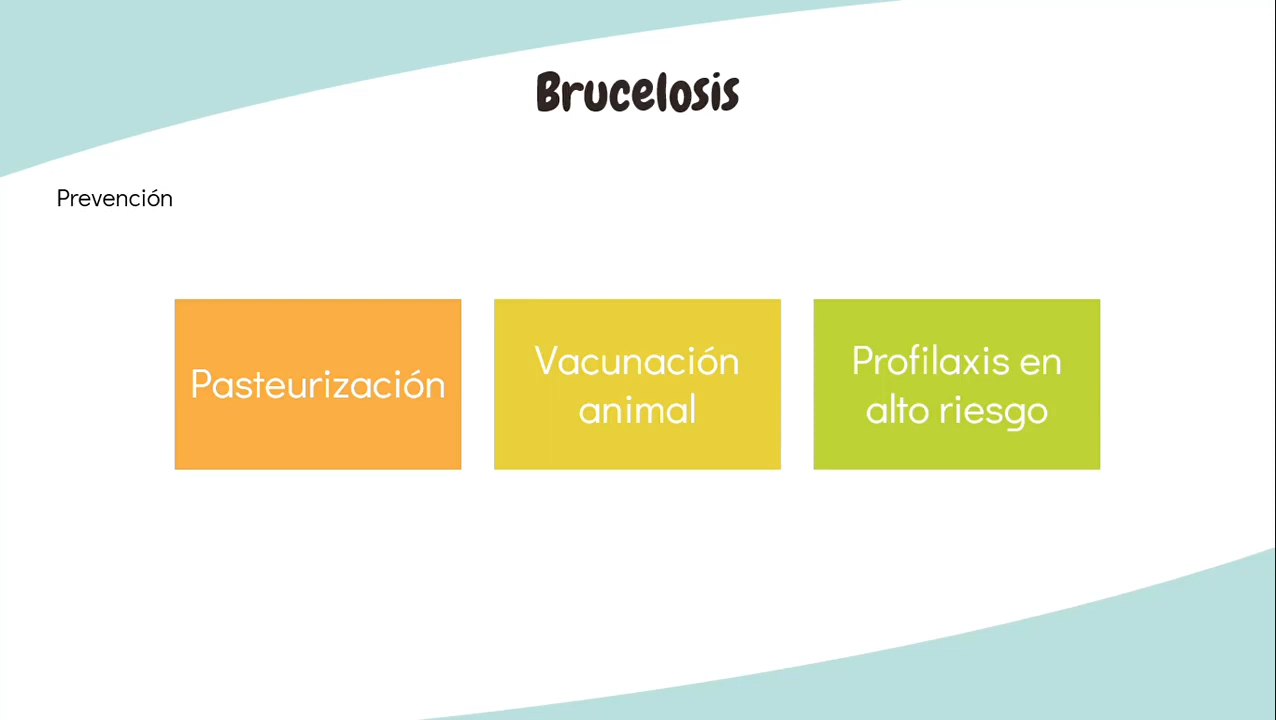 Brucelosis
Prevención
Pasteurización
Vacunación
animal
Profilaxis en
alto riesgo